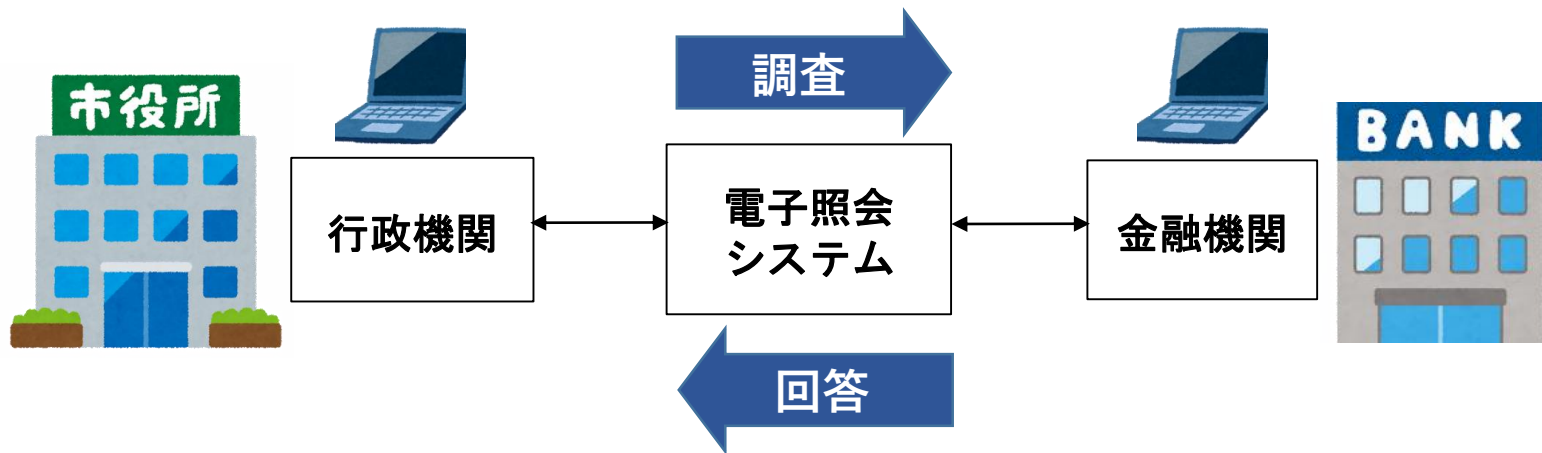 調査
市役所
BANK
行政機関
電子照会
システム
金融機関
回答